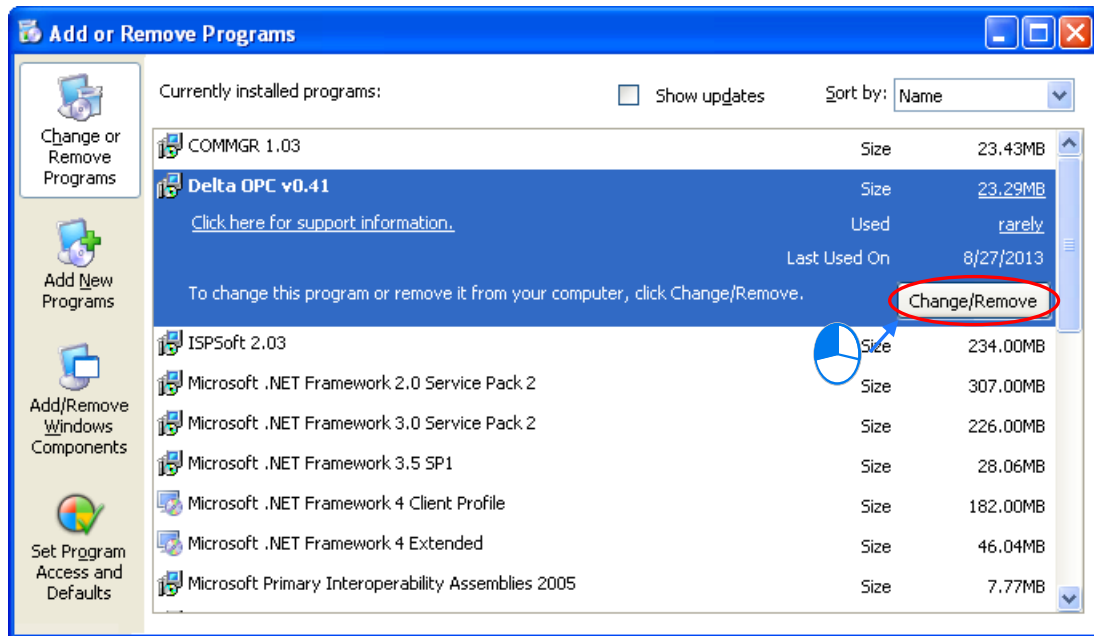 Add or Remove Programs
Change or
Remove
Programs
Add New
Programs
Add/Remove
Windows
Components
Set Program
Access and
Defaults
Currently installed programs:
Show updates
Sort by: Name
COMMGR 1.03 Size 23.43MB
Delta OPC v0.41 Size 23.29MB
Click here for support information. Used rarely
Last Used On 8/27/2013
To change this program or remove it from your computer, click Change/Remove. Change/Remove
ISPSoft 2.03 Size 234.00MB
Microsoft .NET Framework 2.0 Service Pack 2 Size 307.00MB
Microsoft .NET Framework 3.0 Service Pack 2 Size 226.00MB
Microsoft .NET Framework 3.5 SP1 Size 28.06MB
Microsoft .NET Framework 4 Client Profile Size 182.00MB
Microsoft .NET Framework 4 Extended Size 46.04MB
Microsoft Primary Interoperability Assemblies 2005 Size 7.77MB